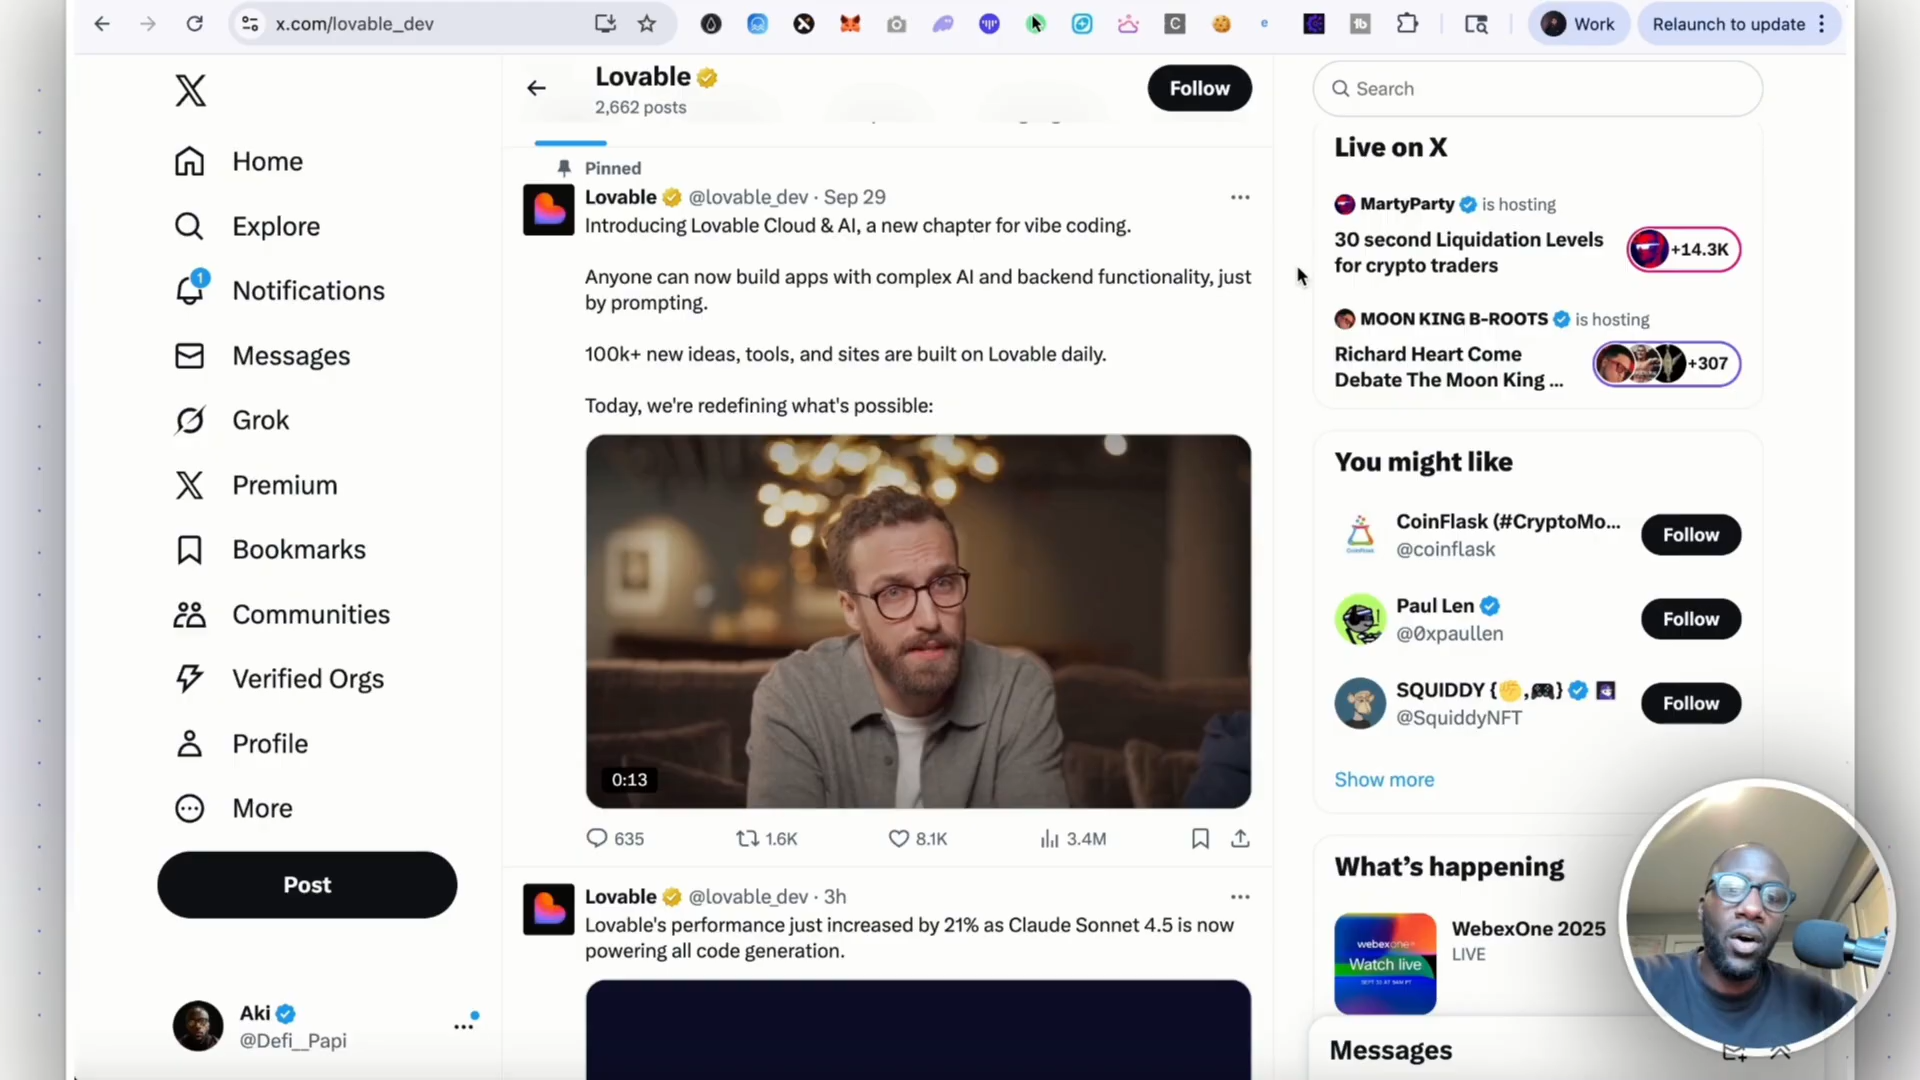 x.com/lovable_dev
Work
Relaunch to update
Home
Explore
1
Notifications
Messages
Grok
Premium
Bookmarks
Communities
Verified Orgs
Profile
More
Post
Aki
@Defi__Papi
Lovable
2,662 posts
Follow
Pinned
Lovable @lovable_dev · Sep 29
Introducing Lovable Cloud & AI, a new chapter for vibe coding.
Anyone can now build apps with complex AI and backend functionality, just
by prompting.
100k+ new ideas, tools, and sites are built on Lovable daily.
Today, we're redefining what's possible:
0:13
635
1.6K
8.1K
3.4M
Lovable @lovable_dev · 3h
Lovable's performance just increased by 21% as Claude Sonnet 4.5 is now
powering all code generation.
Search
Live on X
MartyParty is hosting
30 second Liquidation Levels
for crypto traders
+14.3K
MOON KING B-ROOTS is hosting
Richard Heart Come
Debate The Moon King ...
+307
You might like
CoinFlask (#CryptoMo...
@coinflask
Follow
Paul Len
@0xpaullen
Follow
SQUIDDY {✊,🎮}
@SquiddyNFT
Follow
Show more
What's happening
webexone
Watch live
WebexOne 2025
LIVE
Messages